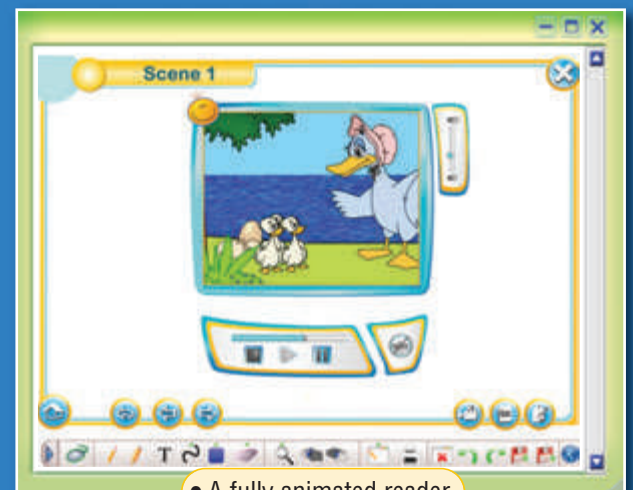 Scene 1
T
• A fully animated reader